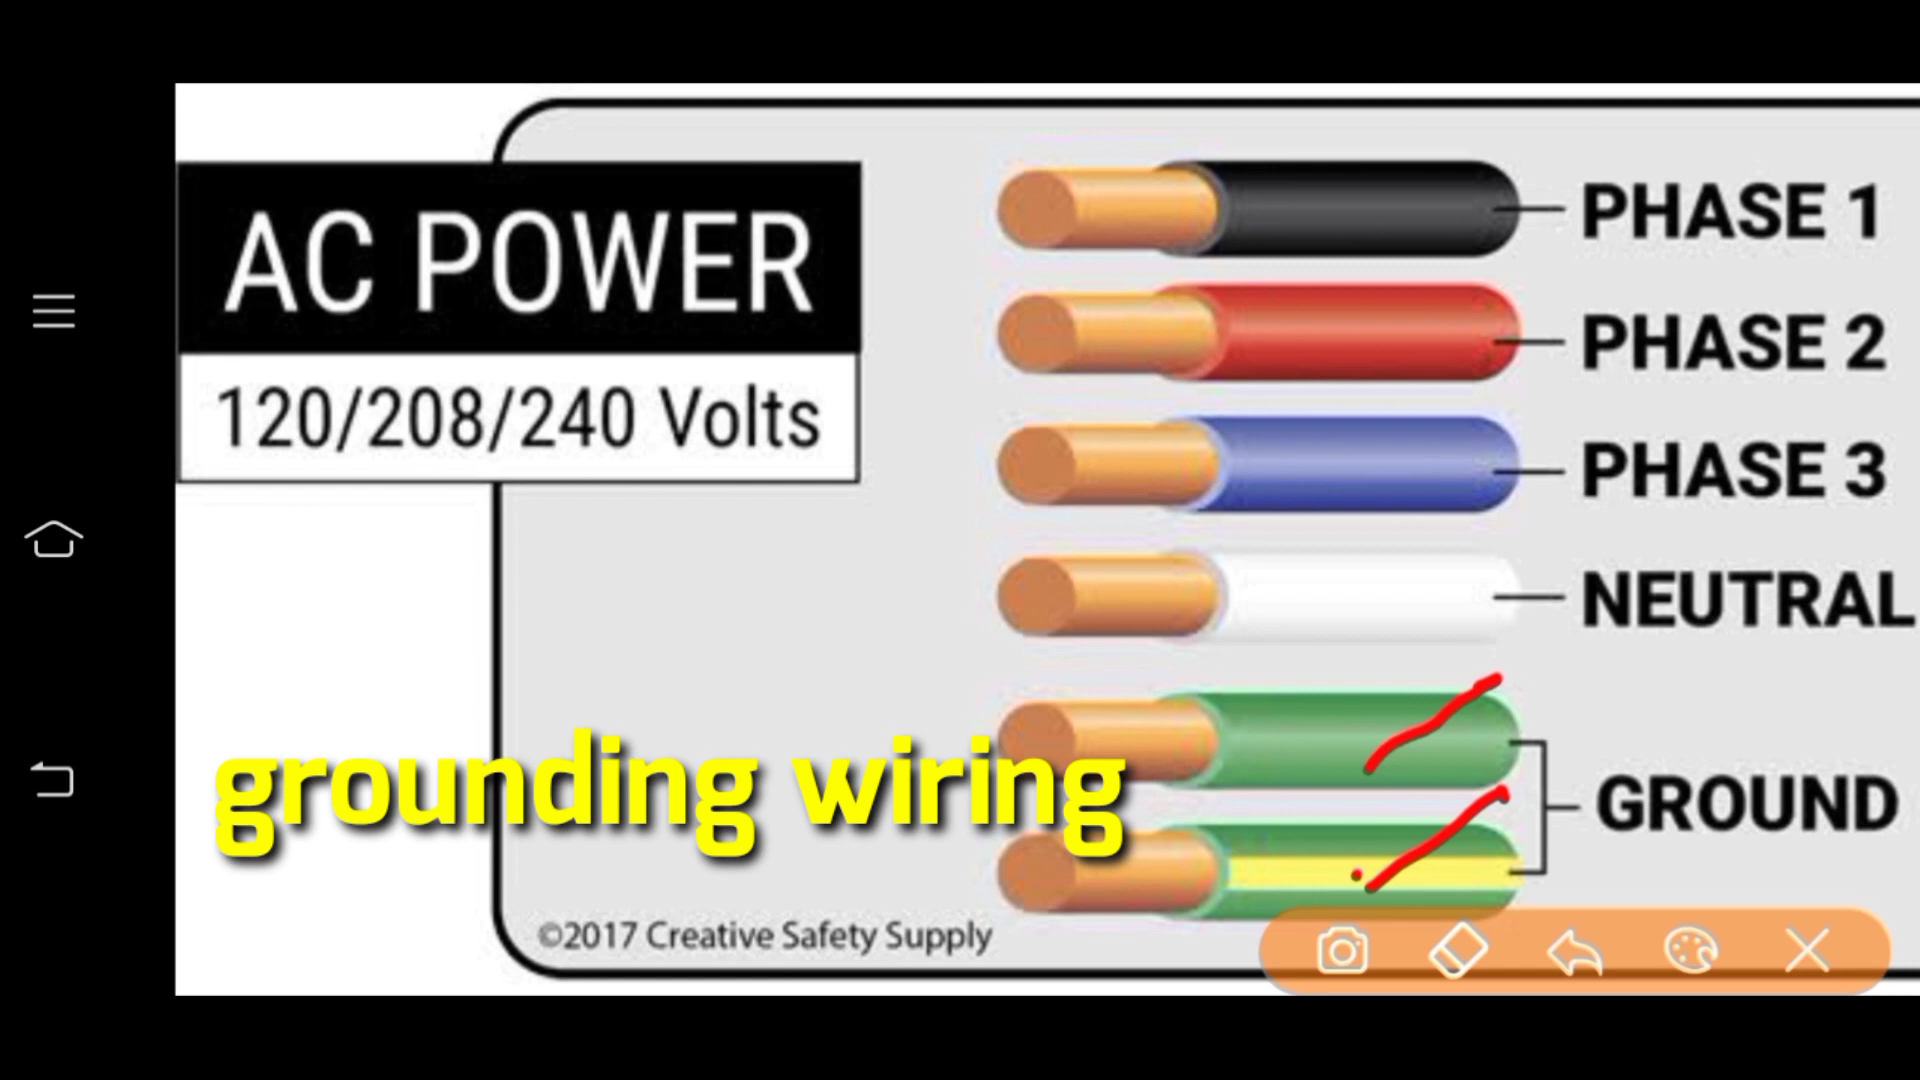 AC POWER
120/208/240 Volts
PHASE 1
PHASE 2
PHASE 3
NEUTRAL
GROUND
grounding wiring
©2017 Creative Safety Supply